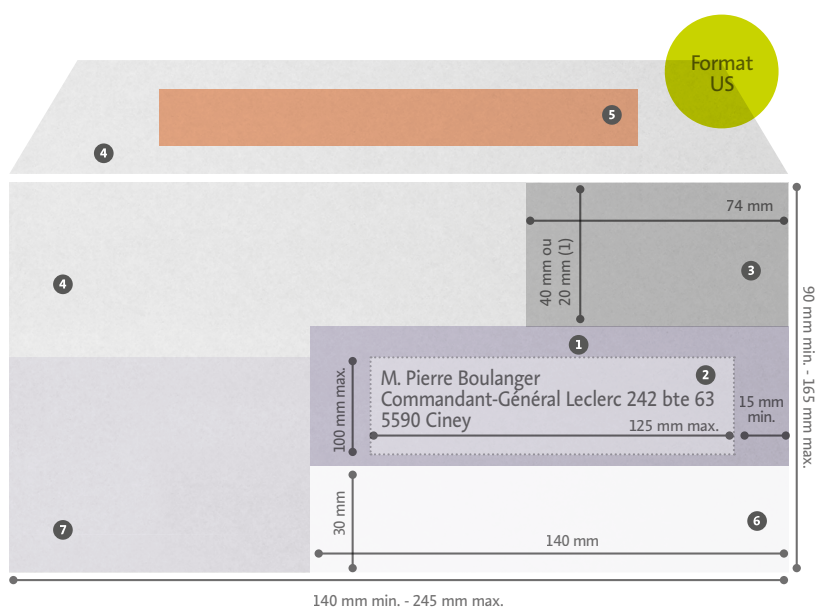 Format
US
5
4
74 mm
4
40 mm ou
20 mm (1)
3
1
2
M. Pierre Boulanger
Commandant-Général Leclerc 242 bte 63
5590 Ciney
125 mm max.
100 mm max.
15 mm
min.
90 mm min. - 165 mm max.
7
30 mm
6
140 mm
140 mm min. - 245 mm max.